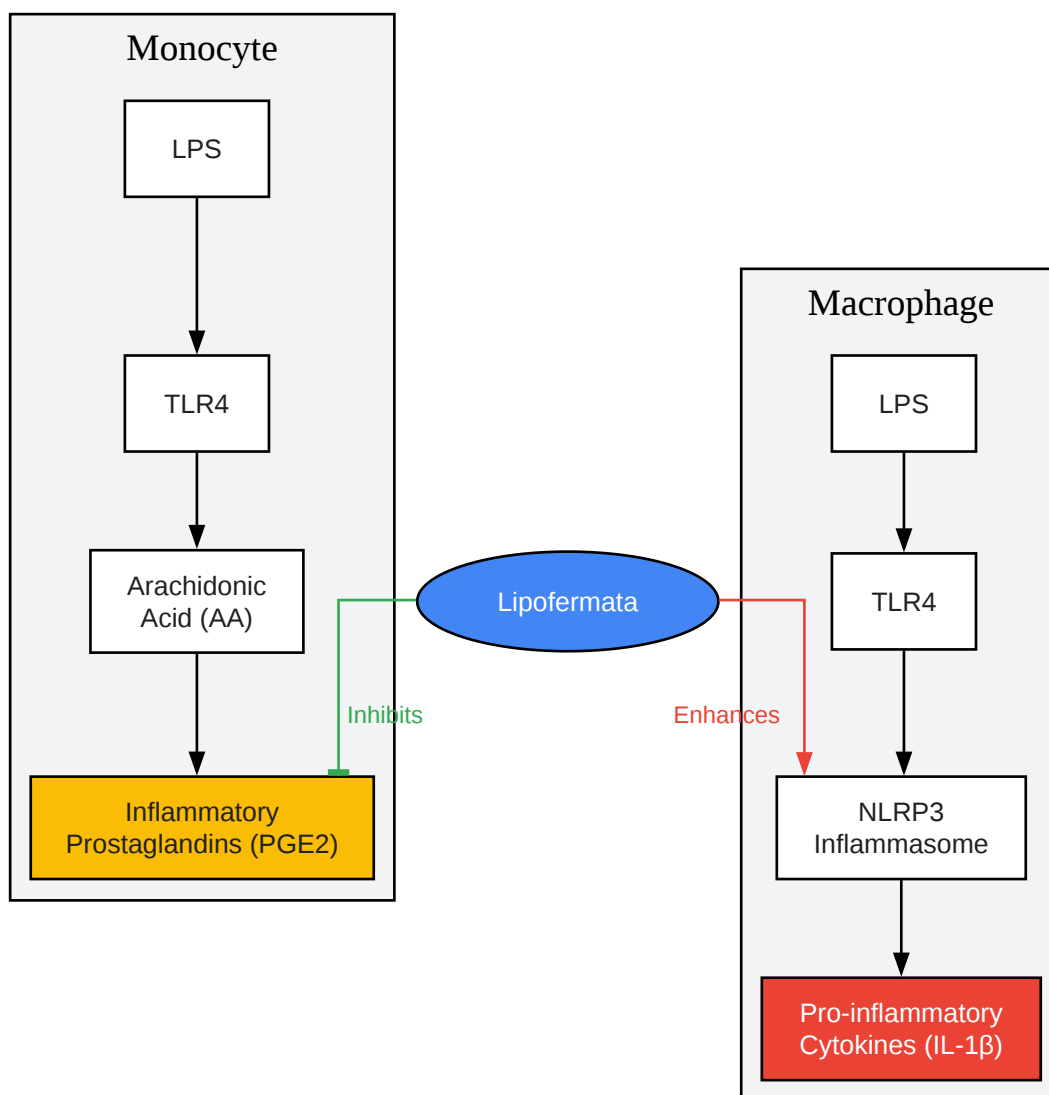 Monocyte
LPS
TLR4
Arachidonic
Acid (AA)
Inhibits
Inflammatory
Prostaglandins (PGE2)
Lipofermata
Enhances
Macrophage
LPS
TLR4
NLRP3
Inflammasome
Pro-inflammatory
Cytokines (IL-1β)